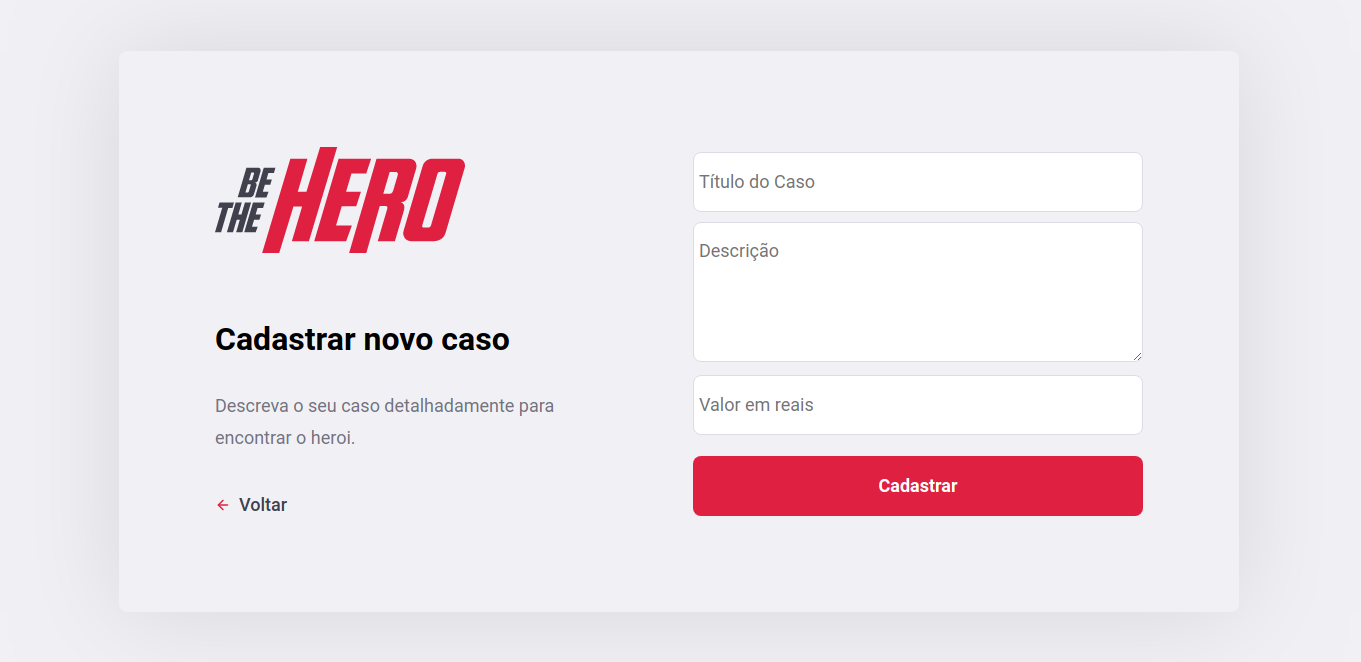 BE
THE HERO
Cadastrar novo caso
Descreva o seu caso detalhadamente para
encontrar o heroi.
Voltar
Título do Caso
Descrição
Valor em reais
Cadastrar